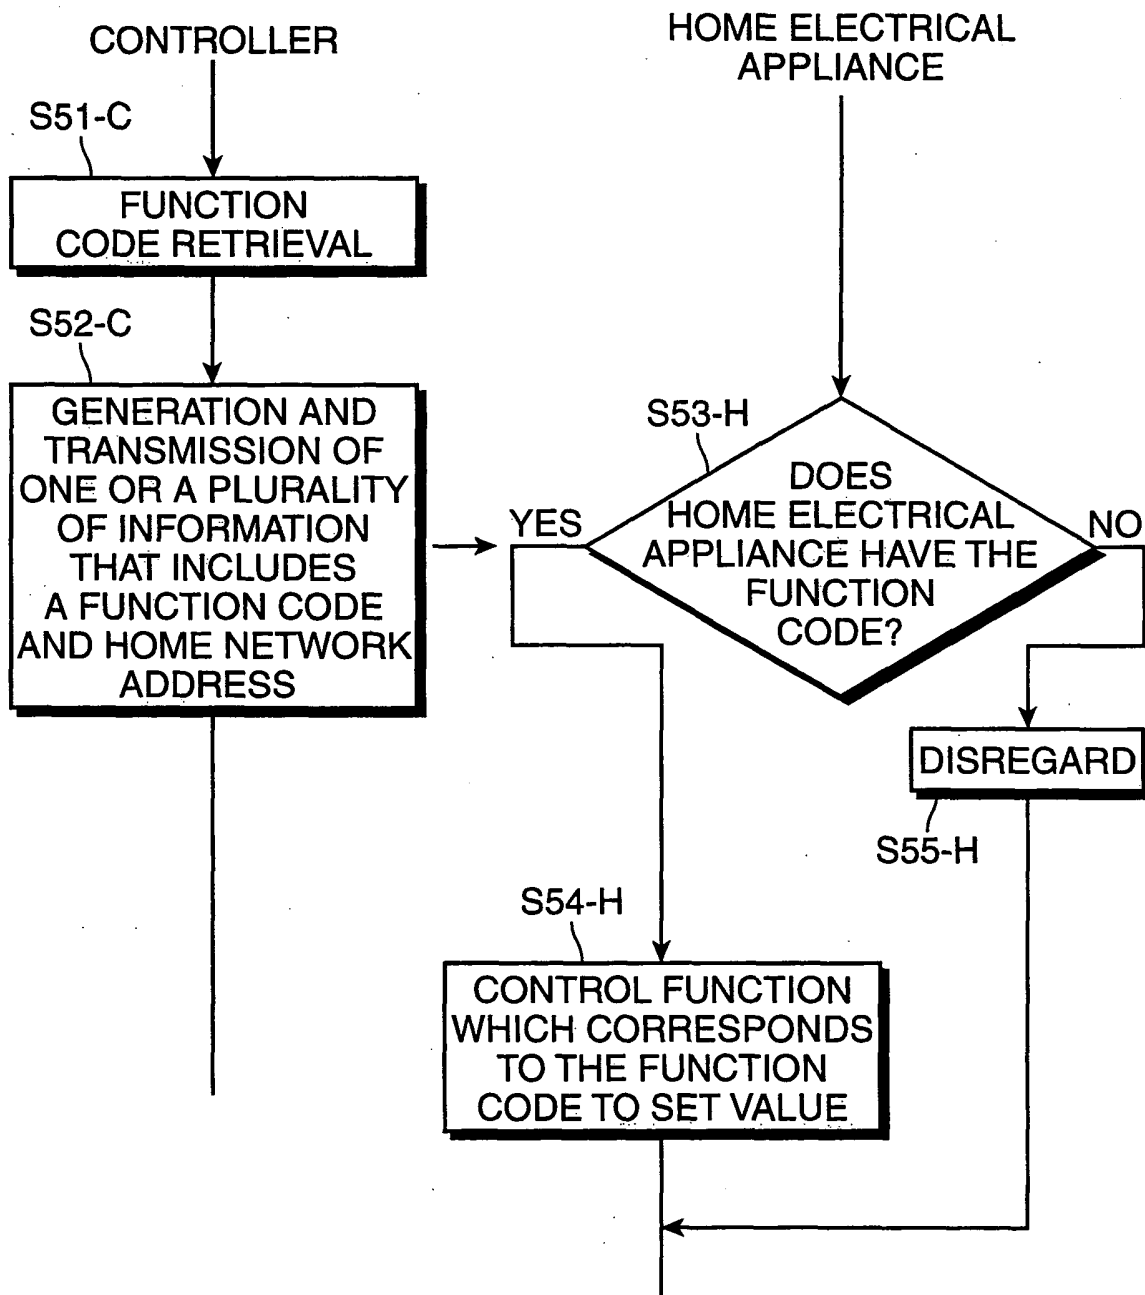 CONTROLLER
S51-C
FUNCTION
CODE RETRIEVAL
S52-C
GENERATION AND
TRANSMISSION OF
ONE OR A PLURALITY
OF INFORMATION
THAT INCLUDES
A FUNCTION CODE
AND HOME NETWORK
ADDRESS
HOME ELECTRICAL
APPLIANCE
S53-H
DOES
HOME ELECTRICAL
APPLIANCE HAVE THE
FUNCTION
CODE?
YES
NO
DISREGARD
S55-H
S54-H
CONTROL FUNCTION
WHICH CORRESPONDS
TO THE FUNCTION
CODE TO SET VALUE